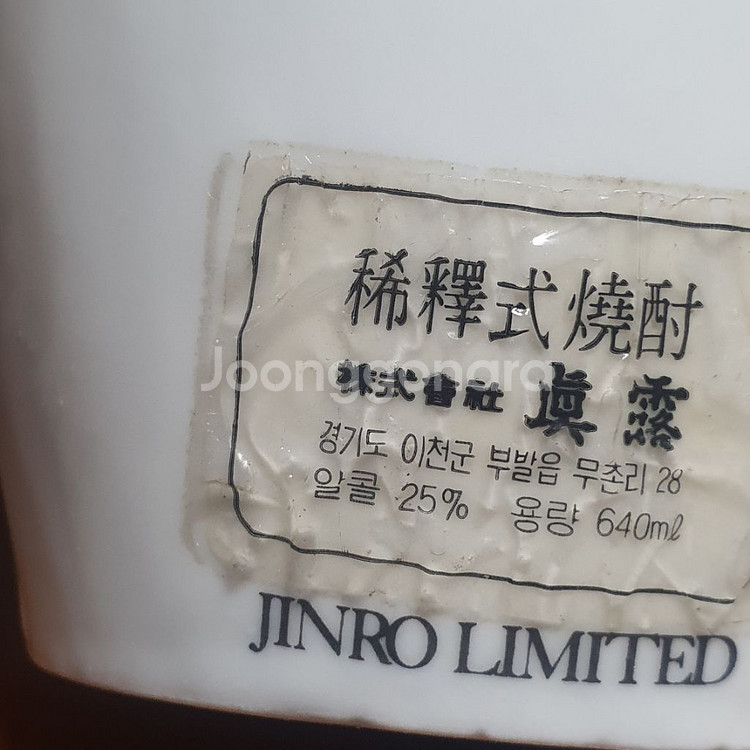 稀釋式燒酎
株式會社 眞露
경기도 이천군 부발읍 무촌리 28
알콜 25% 용량 640ml
JINRO LIMITED
Joonggonara